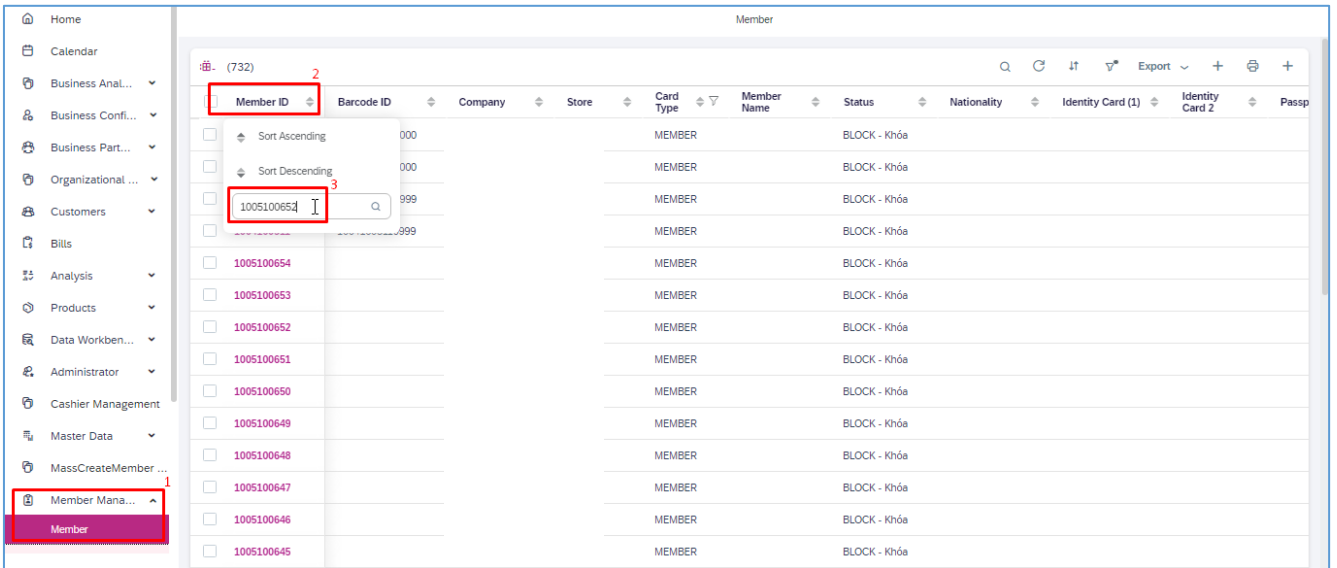 Home
Calendar
Business Anal...
Business Confi...
Business Part...
Organizational ...
Customers
Bills
Analysis
Products
Data Workben...
Administrator
Cashier Management
Master Data
MassCreateMember ...
1
Member Mana...
Member
Member
(732)
Export
2
Member ID Barcode ID Company Store Card Type Member Name Status Nationality Identity Card (1) Identity Card 2 Passp
Sort Ascending
Sort Descending
3
1005100652
000 MEMBER BLOCK - Khóa
000 MEMBER BLOCK - Khóa
999 MEMBER BLOCK - Khóa
999 MEMBER BLOCK - Khóa
1005100654 MEMBER BLOCK - Khóa
1005100653 MEMBER BLOCK - Khóa
1005100652 MEMBER BLOCK - Khóa
1005100651 MEMBER BLOCK - Khóa
1005100650 MEMBER BLOCK - Khóa
1005100649 MEMBER BLOCK - Khóa
1005100648 MEMBER BLOCK - Khóa
1005100647 MEMBER BLOCK - Khóa
1005100646 MEMBER BLOCK - Khóa
1005100645 MEMBER BLOCK - Khóa